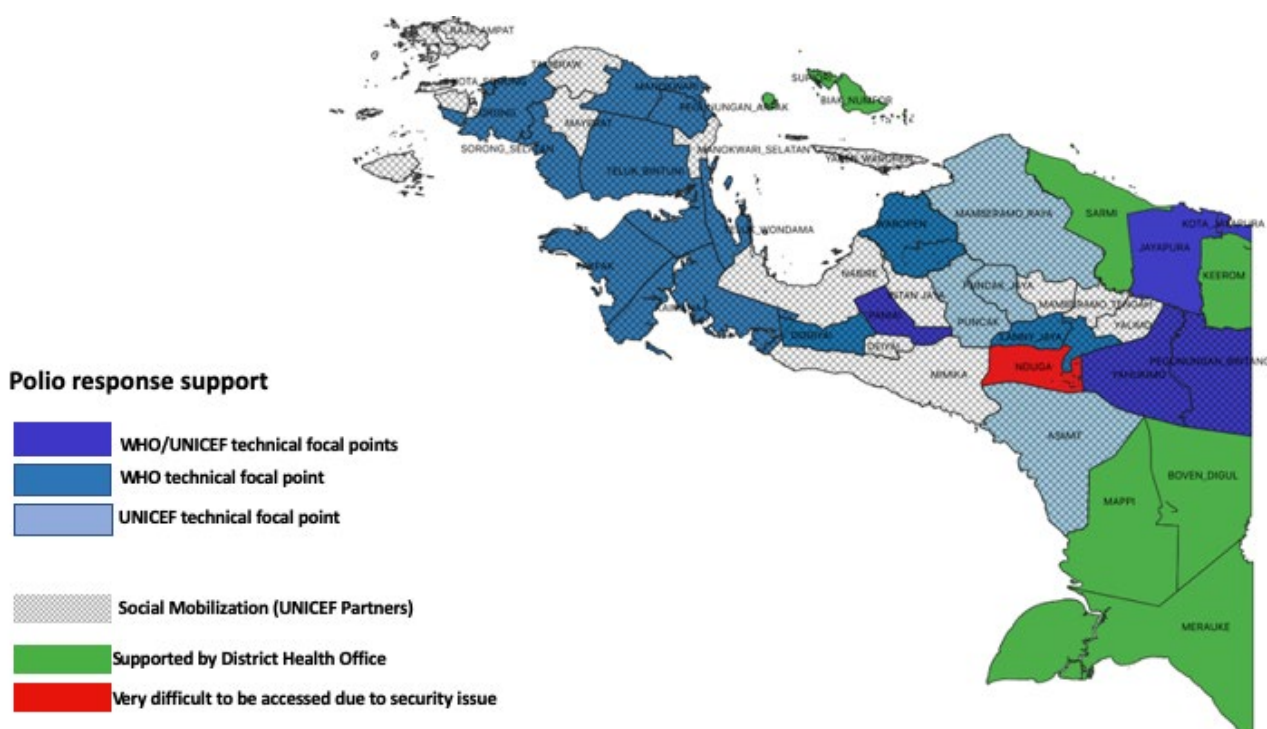 RAJA_AMPAT
TAMBRAW
SUPIORI
KOTA_SORONG
MANOKWARI
BIAK_NUMFOR
SORONG
PEGUNUNGAN_ARFAK
MAYBRAT
SORONG_SELATAN
MANOKWARI_SELATAN
YAPEN_WAROPEN
TELUK_BINTUNI
MAMBERAMO_RAYA
SARMI
WAROPEN
KOTA_JAYAPURA
TELUK_WONDAMA
JAYAPURA
FAKFAK
NABIRE
KEEROM
PUNCAK_JAYA
INTAN JAYA
MAMBERAMO_TENGAH
PANIAI
PUNCAK
YALIMO
DOGIYAI
LANNY_JAYA
DEIYAI
PEGUNUNGAN_BINTANG
NDUGA
MIMIKA
YAHUKIMO
Polio response support
WHO/UNICEF technical focal points
ASMAT
WHO technical focal point
BOVEN_DIGUL
MAPPI
UNICEF technical focal point
Social Mobilization (UNICEF Partners)
MERAUKE
Supported by District Health Office
Very difficult to be accessed due to security issue